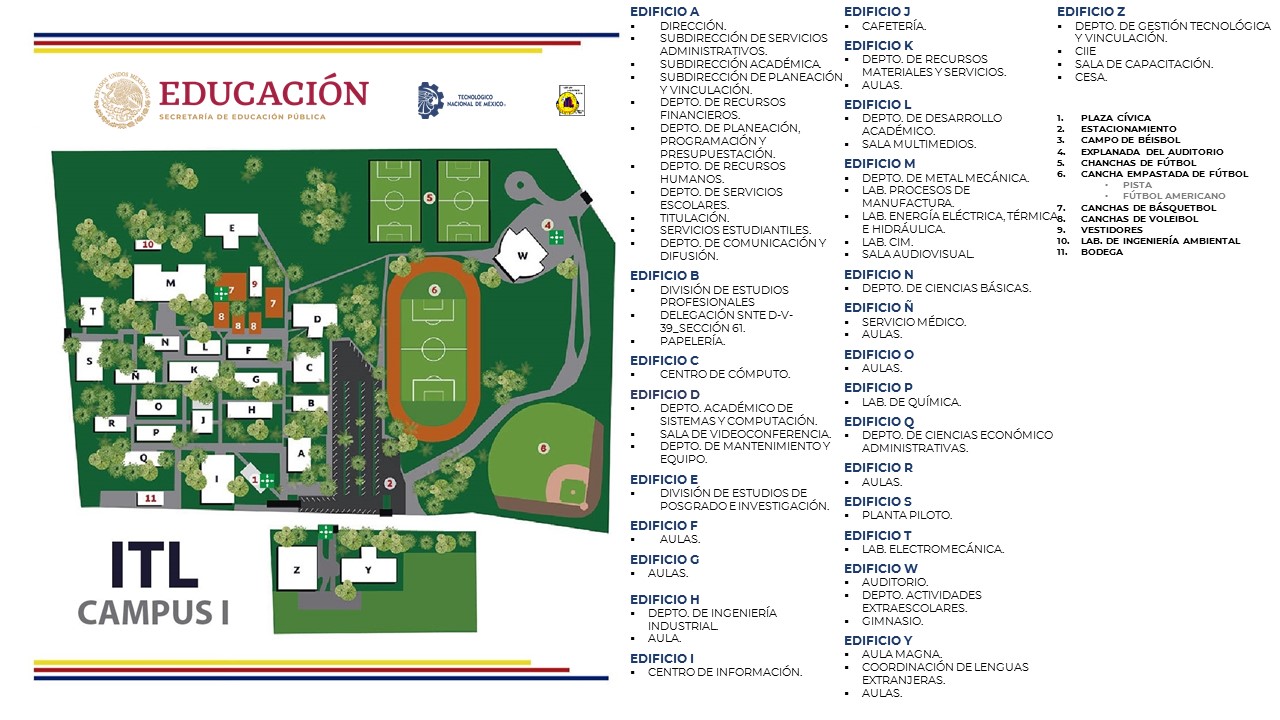 EDUCACIÓN
SECRETARÍA DE EDUCACIÓN PÚBLICA
TECNOLÓGICO
NACIONAL DE MÉXICO
5
E
10
4
W
M
7
9
7
6
T
8
8
8
D
N
L
F
S
C
Ñ
K
G
O
J
H
B
R
P
A
Q
I
1
2
6
11
Z
Y
ITL
CAMPUS I
EDIFICIO A
▪ DIRECCIÓN.
▪ SUBDIRECCIÓN DE SERVICIOS
ADMINISTRATIVOS.
▪ SUBDIRECCIÓN ACADÉMICA.
▪ SUBDIRECCIÓN DE PLANEACIÓN
Y VINCULACIÓN.
▪ DEPTO. DE RECURSOS
FINANCIEROS.
▪ DEPTO. DE PLANEACIÓN,
PROGRAMACIÓN Y
PRESUPUESTACIÓN.
▪ DEPTO. DE RECURSOS
HUMANOS.
▪ DEPTO. DE SERVICIOS
ESCOLARES.
▪ TITULACIÓN.
▪ SERVICIOS ESTUDIANTILES.
▪ DEPTO. DE COMUNICACIÓN Y
DIFUSIÓN.
EDIFICIO B
▪ DIVISIÓN DE ESTUDIOS
PROFESIONALES
▪ DELEGACIÓN SNTE D-V-
39_SECCIÓN 61.
▪ PAPELERÍA.
EDIFICIO C
▪ CENTRO DE CÓMPUTO.
EDIFICIO D
▪ DEPTO. ACADÉMICO DE
SISTEMAS Y COMPUTACIÓN.
▪ SALA DE VIDEOCONFERENCIA.
▪ DEPTO. DE MANTENIMIENTO Y
EQUIPO.
EDIFICIO E
▪ DIVISIÓN DE ESTUDIOS DE
POSGRADO E INVESTIGACIÓN.
EDIFICIO F
▪ AULAS.
EDIFICIO G
▪ AULAS.
EDIFICIO H
▪ DEPTO. DE INGENIERÍA
INDUSTRIAL.
▪ AULA.
EDIFICIO I
▪ CENTRO DE INFORMACIÓN.
EDIFICIO J
▪ CAFETERÍA.
EDIFICIO K
▪ DEPTO. DE RECURSOS
MATERIALES Y SERVICIOS.
▪ AULAS.
EDIFICIO L
▪ DEPTO. DE DESARROLLO
ACADÉMICO.
▪ SALA MULTIMEDIOS.
EDIFICIO M
▪ DEPTO. DE METAL MECÁNICA.
▪ LAB. PROCESOS DE
MANUFACTURA.
▪ LAB. ENERGÍA ELÉCTRICA, TÉRMICA
E HIDRÁULICA.
▪ LAB. CIM.
▪ SALA AUDIOVISUAL.
EDIFICIO N
▪ DEPTO. DE CIENCIAS BÁSICAS.
EDIFICIO Ñ
▪ SERVICIO MÉDICO.
▪ AULAS.
EDIFICIO O
▪ AULAS.
EDIFICIO P
▪ LAB. DE QUÍMICA.
EDIFICIO Q
▪ DEPTO. DE CIENCIAS ECONÓMICO
ADMINISTRATIVAS.
EDIFICIO R
▪ AULAS.
EDIFICIO S
▪ PLANTA PILOTO.
EDIFICIO T
▪ LAB. ELECTROMECÁNICA.
EDIFICIO W
▪ AUDITORIO.
▪ DEPTO. ACTIVIDADES
EXTRAESCOLARES.
▪ GIMNASIO.
EDIFICIO Y
▪ AULA MAGNA.
▪ COORDINACIÓN DE LENGUAS
EXTRANJERAS.
▪ AULAS.
EDIFICIO Z
▪ DEPTO. DE GESTIÓN TECNOLÓGICA
Y VINCULACIÓN.
▪ CIIE
▪ SALA DE CAPACITACIÓN.
▪ CESA.
1. PLAZA CÍVICA
2. ESTACIONAMIENTO
3. CAMPO DE BÉISBOL
4. EXPLANADA DEL AUDITORIO
5. CHANCHAS DE FÚTBOL
6. CANCHA EMPASTADA DE FÚTBOL
• PISTA
• FÚTBOL AMERICANO
7. CANCHAS DE BÁSQUETBOL
8. CANCHAS DE VOLEIBOL
9. VESTIDORES
10. LAB. DE INGENIERÍA AMBIENTAL
11. BODEGA